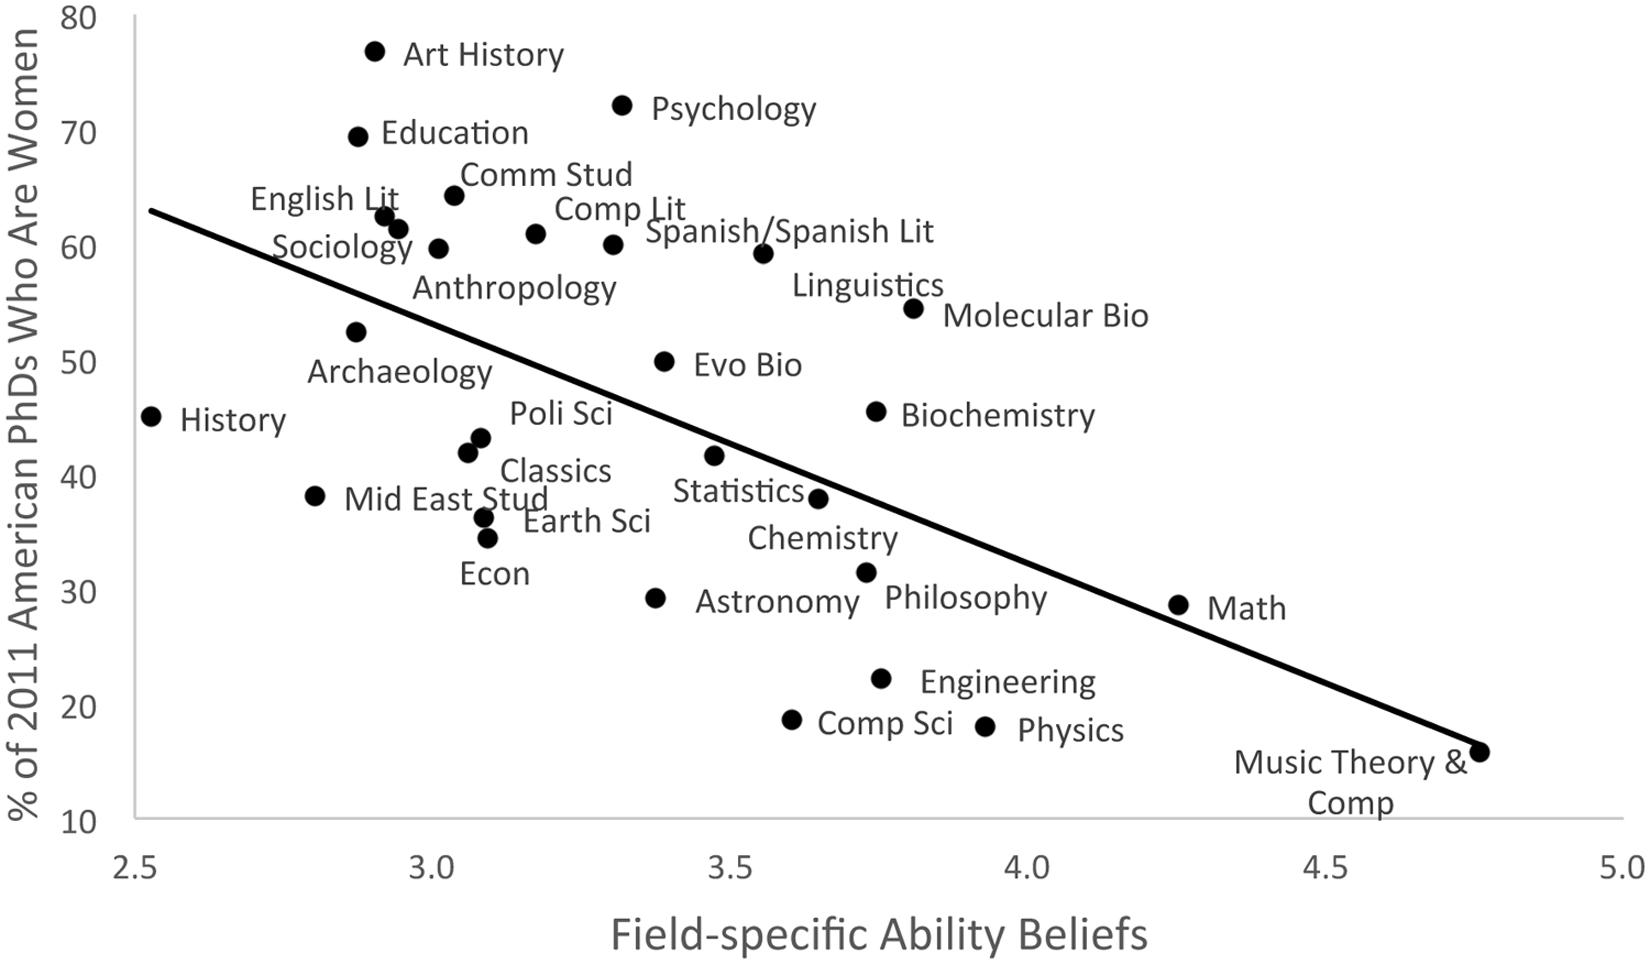 % of 2011 American PhDs Who Are Women
80
70
60
50
40
30
20
10
Art History
Psychology
Education
Comm Stud
English Lit
Comp Lit
Spanish/Spanish Lit
Sociology
Anthropology
Linguistics
Molecular Bio
Archaeology
Evo Bio
History
Poli Sci
Biochemistry
Classics
Statistics
Mid East Stud
Earth Sci
Chemistry
Econ
Astronomy
Philosophy
Math
Engineering
Comp Sci
Physics
Music Theory &
Comp
2.5 3.0 3.5 4.0 4.5 5.0
Field-specific Ability Beliefs